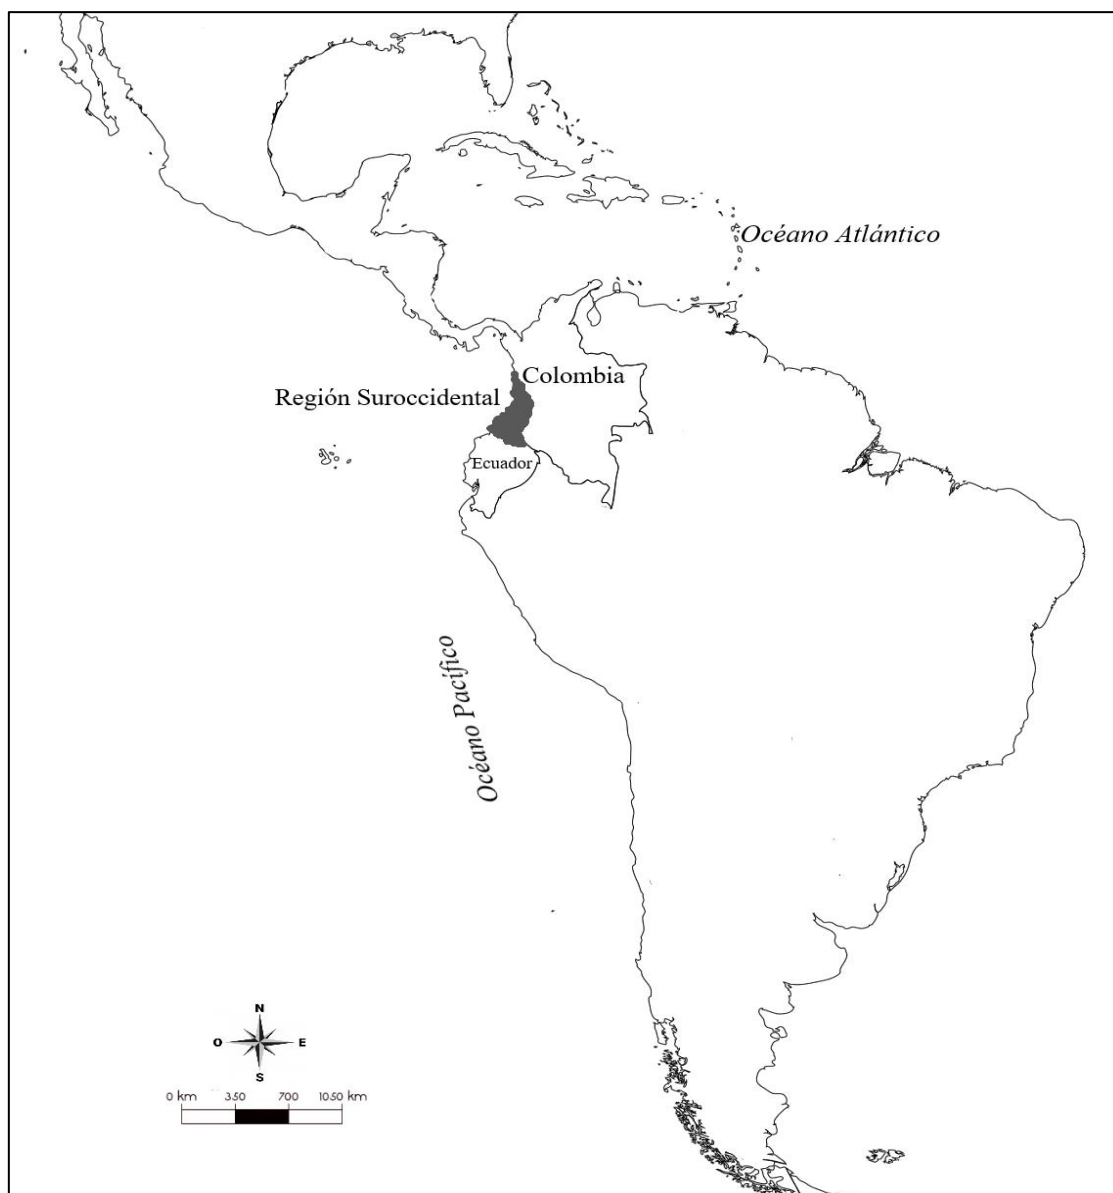 Océano Atlántico
Colombia
Región Suroccidental
Ecuador
Océano Pacífico
N
O E
S
0 km 350 700 1050 km